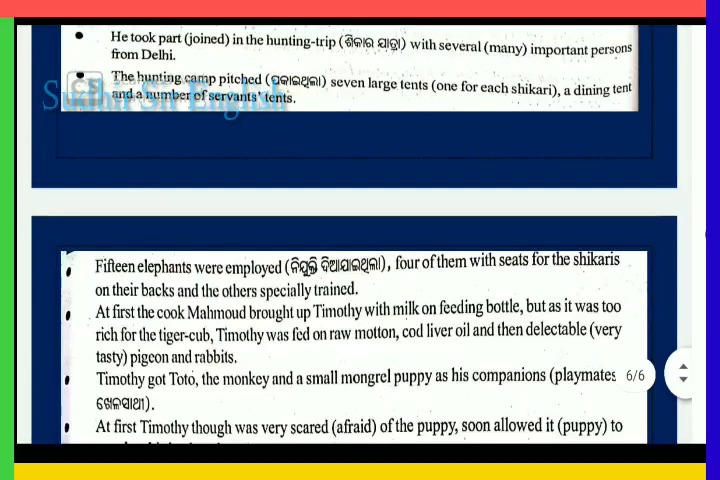 • He took part (joined) in the hunting-trip (ଶିକାର ଯାତ୍ରା) with several (many) important persons
from Delhi.
• The hunting camp pitched (ପକାଇଥିଲା) seven large tents (one for each shikari), a dining tent
and a number of servants' tents.
Sudhir Sir English
• Fifteen elephants were employed (ନିଯୁକ୍ତି ଦିଆଯାଇଥିଲା), four of them with seats for the shikaris
on their backs and the others specially trained.
• At first the cook Mahmoud brought up Timothy with milk on feeding bottle, but as it was too
rich for the tiger-cub, Timothy was fed on raw motton, cod liver oil and then delectable (very
tasty) pigeon and rabbits.
• Timothy got Toto, the monkey and a small mongrel puppy as his companions (playmates
6/6
ଖେଳସାଥୀ).
• At first Timothy though was very scared (afraid) of the puppy, soon allowed it (puppy) to